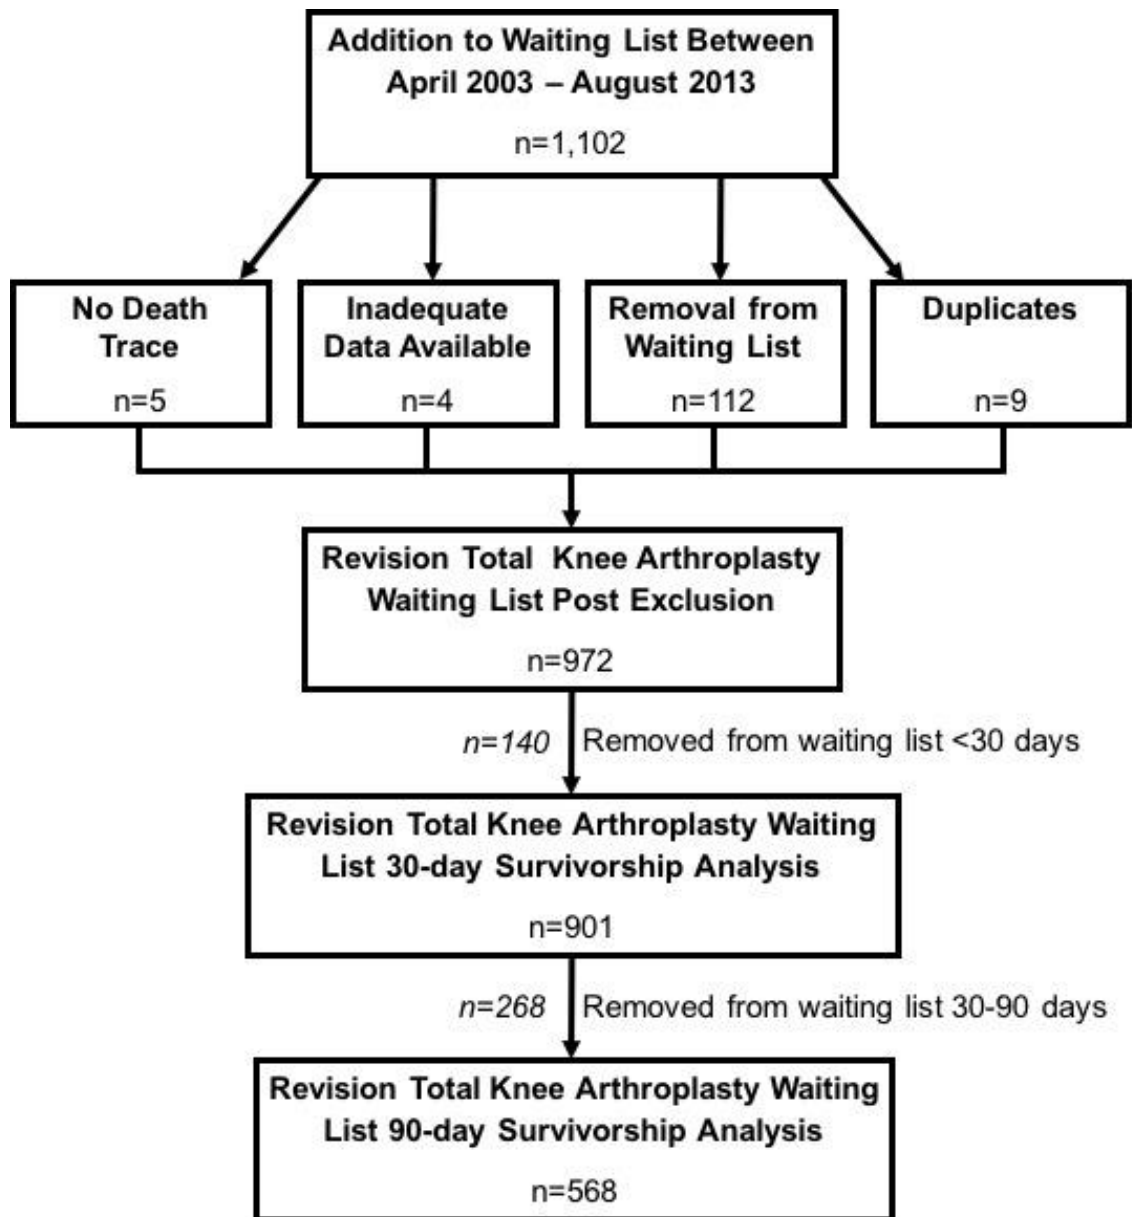 Addition to Waiting List Between
April 2003 – August 2013
n=1,102
No Death
Trace
n=5
Inadequate
Data Available
n=4
Removal from
Waiting List
n=112
Duplicates
n=9
Revision Total Knee Arthroplasty
Waiting List Post Exclusion
n=972
n=140 Removed from waiting list <30 days
Revision Total Knee Arthroplasty Waiting
List 30-day Survivorship Analysis
n=901
n=268 Removed from waiting list 30-90 days
Revision Total Knee Arthroplasty Waiting
List 90-day Survivorship Analysis
n=568